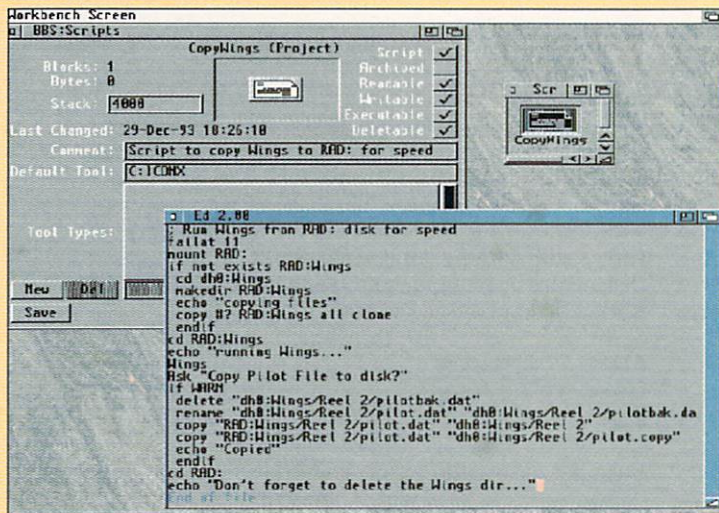 Workbench Screen
BBS:Scripts
CopyWings (Project)
Blocks: 1
Bytes: 0
Stack: 4000
Script
Archived
Readable
Writable
Executable
Deletable
Last Changed: 29-Dec-93 10:26:10
Comment: Script to copy Wings to RAD: for speed
Default Tool: C:ICONX
Tool Types:
New
Del
Save
Scr
CopyWings
Ed 2.00
; Run Wings from RAD: disk for speed
failat 11
mount RAD:
if not exists RAD:Wings
cd dh0:Wings
makedir RAD:Wings
echo "copying files"
copy #? RAD:Wings all clone
endif
cd RAD:Wings
echo "running Wings..."
Wings
Ask "Copy Pilot File to disk?"
if WARN
delete "dh0:Wings/Reel 2/pilotbak.dat"
rename "dh0:Wings/Reel 2/pilot.dat" "dh0:Wings/Reel 2/pilotbak.da
copy "RAD:Wings/Reel 2/pilot.dat" "dh0:Wings/Reel 2"
copy "RAD:Wings/Reel 2/pilot.dat" "dh0:Wings/Reel 2/pilot.copy"
echo "Copied"
endif
cd RAD:
echo "Don't forget to delete the Wings dir..."
End of file